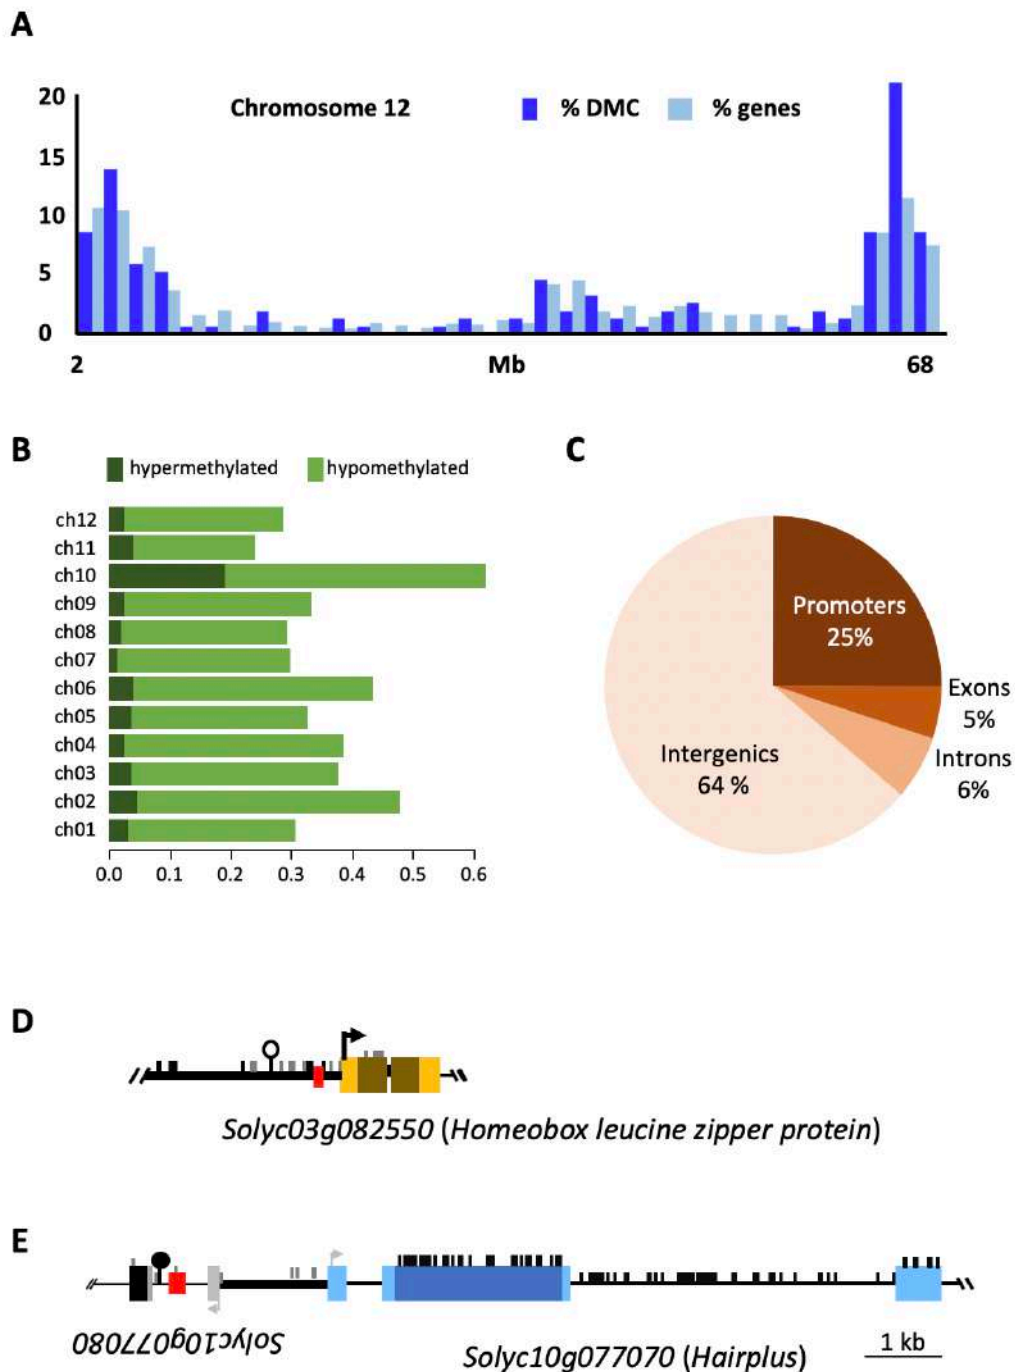 A
Chromosome 12 % DMC % genes
20
15
10
5
0
2 Mb 68
B
hypermethylated hypomethylated
ch12
ch11
ch10
ch09
ch08
ch07
ch06
ch05
ch04
ch03
ch02
ch01
0.0 0.1 0.2 0.3 0.4 0.5 0.6
C
Promoters
25%
Exons
5%
Introns
6%
Intergenics
64 %
D
Solyc03g082550 (Homeobox leucine zipper protein)
E
Solyc10g077080
Solyc10g077070 (Hairplus)
1 kb